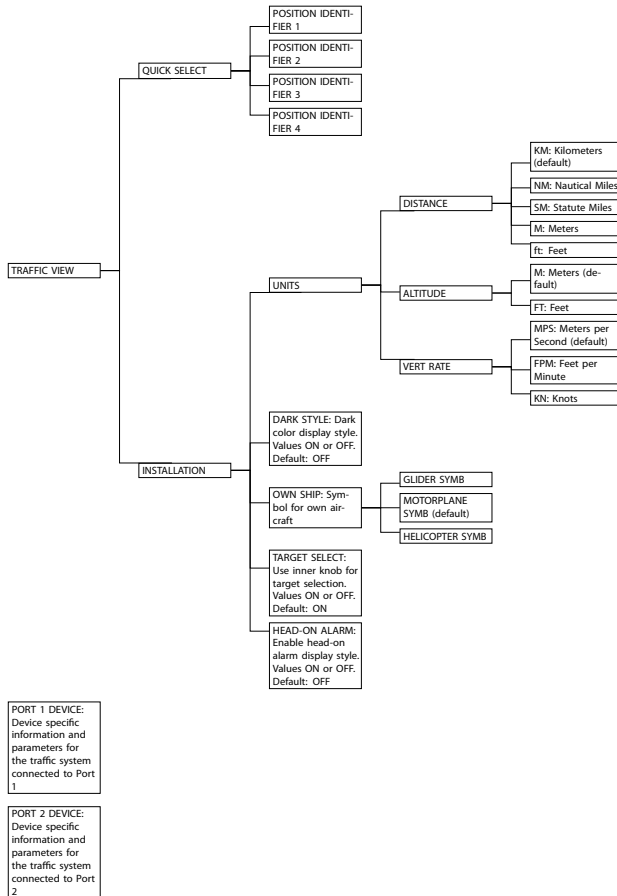 POSITION IDENTI-
FIER 1
POSITION IDENTI-
FIER 2
QUICK SELECT
POSITION IDENTI-
FIER 3
POSITION IDENTI-
FIER 4
KM: Kilometers
(default)
NM: Nautical Miles
DISTANCE
SM: Statute Miles
M: Meters
ft: Feet
TRAFFIC VIEW
UNITS
ALTITUDE
M: Meters (de-
fault)
FT: Feet
MPS: Meters per
Second (default)
VERT RATE
FPM: Feet per
Minute
KN: Knots
DARK STYLE: Dark
color display style.
Values ON or OFF.
Default: OFF
INSTALLATION
GLIDER SYMB
OWN SHIP: Sym-
bol for own air-
craft
MOTORPLANE
SYMB (default)
HELICOPTER SYMB
TARGET SELECT:
Use inner knob for
target selection.
Values ON or OFF.
Default: ON
HEAD-ON ALARM:
Enable head-on
alarm display style.
Values ON or OFF.
Default: OFF
PORT 1 DEVICE:
Device specific
information and
parameters for
the traffic system
connected to Port
1
PORT 2 DEVICE:
Device specific
information and
parameters for
the traffic system
connected to Port
2